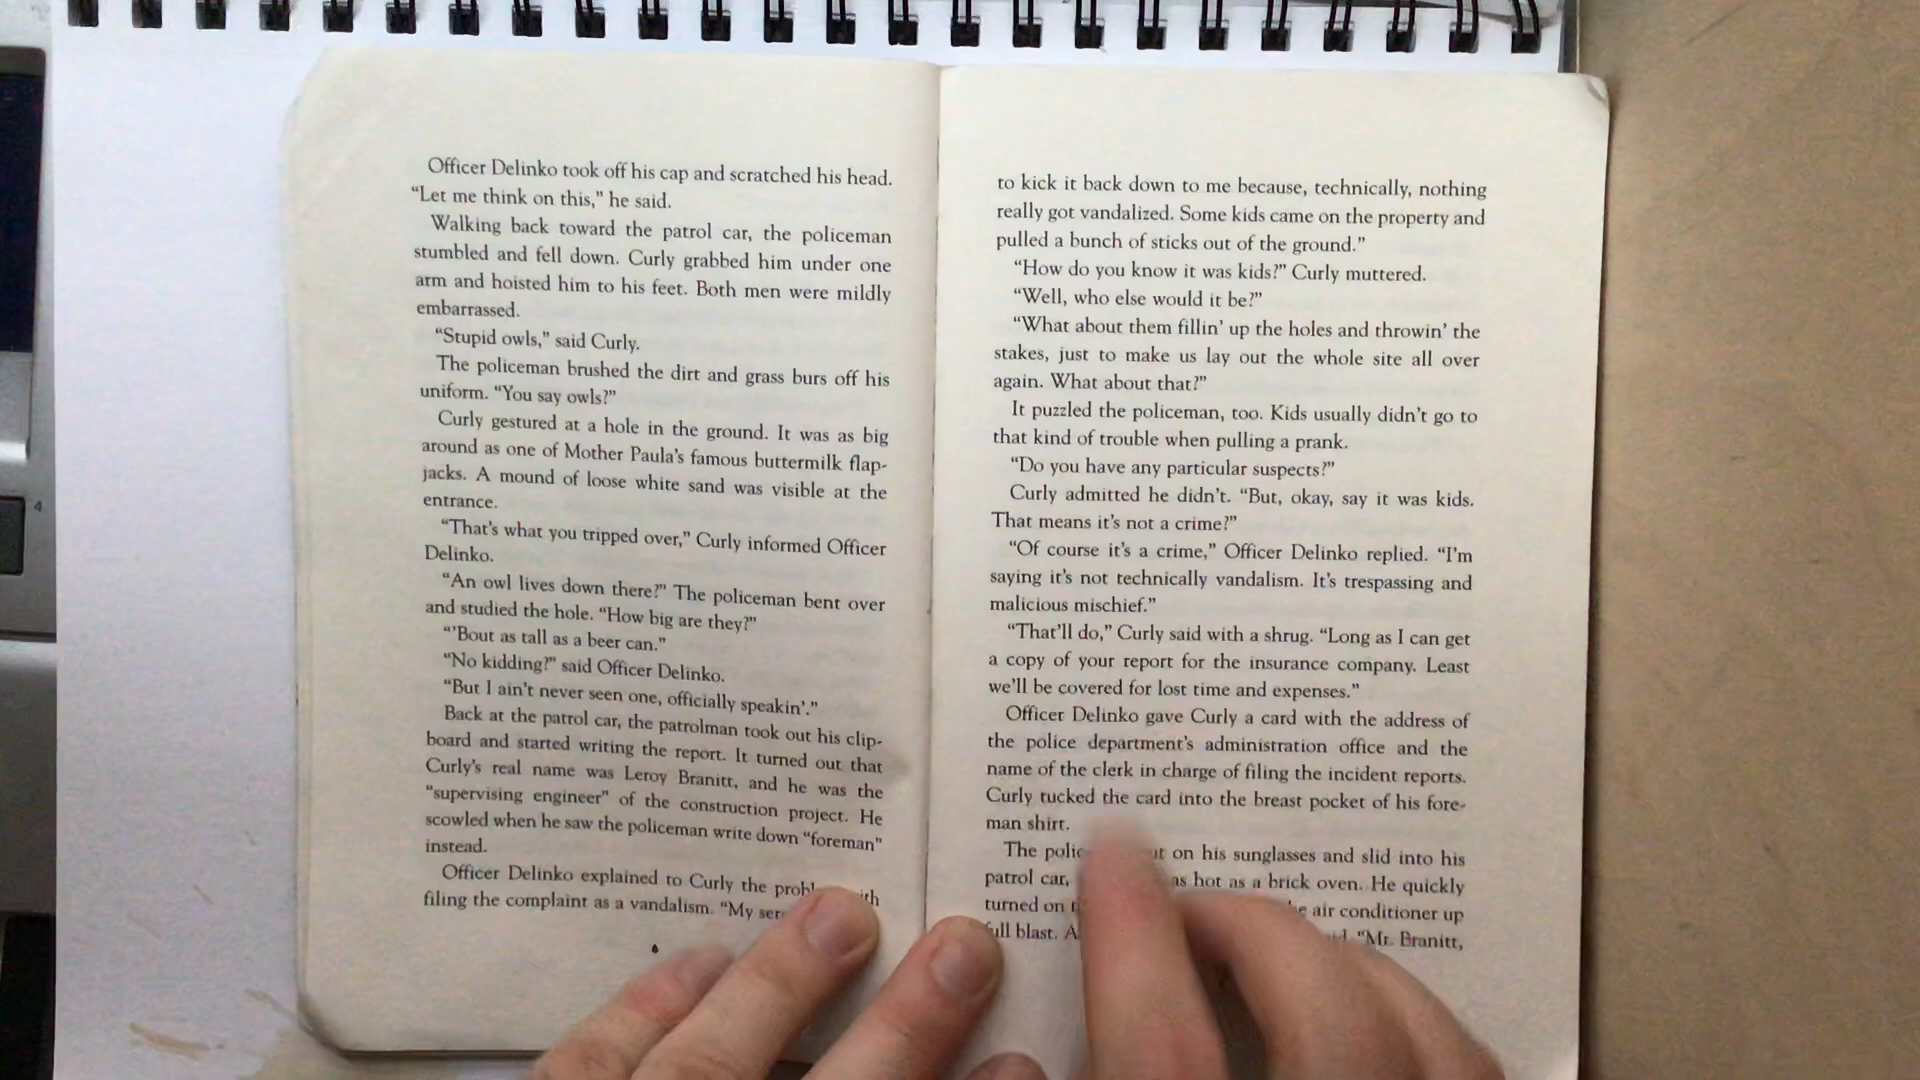 Officer Delinko took off his cap and scratched his head.
“Let me think on this,” he said.
Walking back toward the patrol car, the policeman
stumbled and fell down. Curly grabbed him under one
arm and hoisted him to his feet. Both men were mildly
embarrassed.
“Stupid owls,” said Curly.
The policeman brushed the dirt and grass burs off his
uniform. “You say owls?”
Curly gestured at a hole in the ground. It was as big
around as one of Mother Paula’s famous buttermilk flap-
jacks. A mound of loose white sand was visible at the
entrance.
“That’s what you tripped over,” Curly informed Officer
Delinko.
“An owl lives down there?” The policeman bent over
and studied the hole. “How big are they?”
“’Bout as tall as a beer can.”
“No kidding?” said Officer Delinko.
“But I ain’t never seen one, officially speakin’.”
Back at the patrol car, the patrolman took out his clip-
board and started writing the report. It turned out that
Curly’s real name was Leroy Branitt, and he was the
“supervising engineer” of the construction project. He
scowled when he saw the policeman write down “foreman”
instead.
Officer Delinko explained to Curly the
filing the complaint as a vandalism. “My
to kick it back down to me because, technically, nothing
really got vandalized. Some kids came on the property and
pulled a bunch of sticks out of the ground.”
“How do you know it was kids?” Curly muttered.
“Well, who else would it be?”
“What about them fillin’ up the holes and throwin’ the
stakes, just to make us lay out the whole site all over
again. What about that?”
It puzzled the policeman, too. Kids usually didn’t go to
that kind of trouble when pulling a prank.
“Do you have any particular suspects?”
Curly admitted he didn’t. “But, okay, say it was kids.
That means it’s not a crime?”
“Of course it’s a crime,” Officer Delinko replied. “I’m
saying it’s not technically vandalism. It’s trespassing and
malicious mischief.”
“That’ll do,” Curly said with a shrug. “Long as I can get
a copy of your report for the insurance company. Least
we’ll be covered for lost time and expenses.”
Officer Delinko gave Curly a card with the address of
the police department’s administration office and the
name of the clerk in charge of filing the incident reports.
Curly tucked the card into the breast pocket of his fore-
man shirt.
The on his sunglasses and slid into his
patrol car, as hot as a brick oven. He quickly
turned on air conditioner up
full blast. “Mr. Branitt,
4